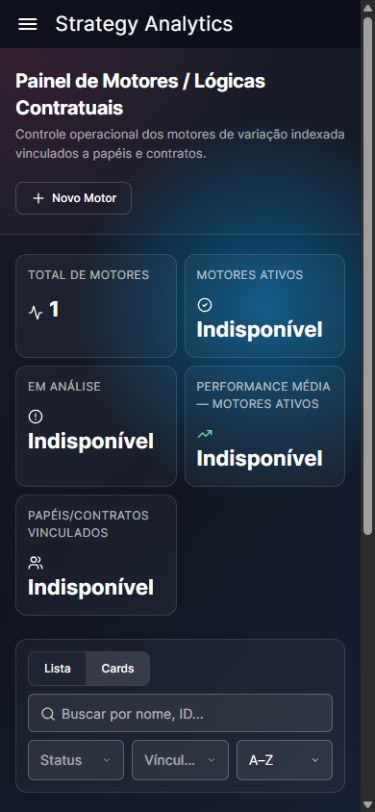 Strategy Analytics
Painel de Motores / Lógicas
Contratuais
Controle operacional dos motores de variação indexada
vinculados a papéis e contratos.
Novo Motor
TOTAL DE MOTORES
1
MOTORES ATIVOS
Indisponível
EM ANÁLISE
Indisponível
PERFORMANCE MÉDIA
— MOTORES ATIVOS
Indisponível
PAPÉIS/CONTRATOS
VINCULADOS
Indisponível
Lista
Cards
Buscar por nome, ID...
Status
Víncul...
A–Z